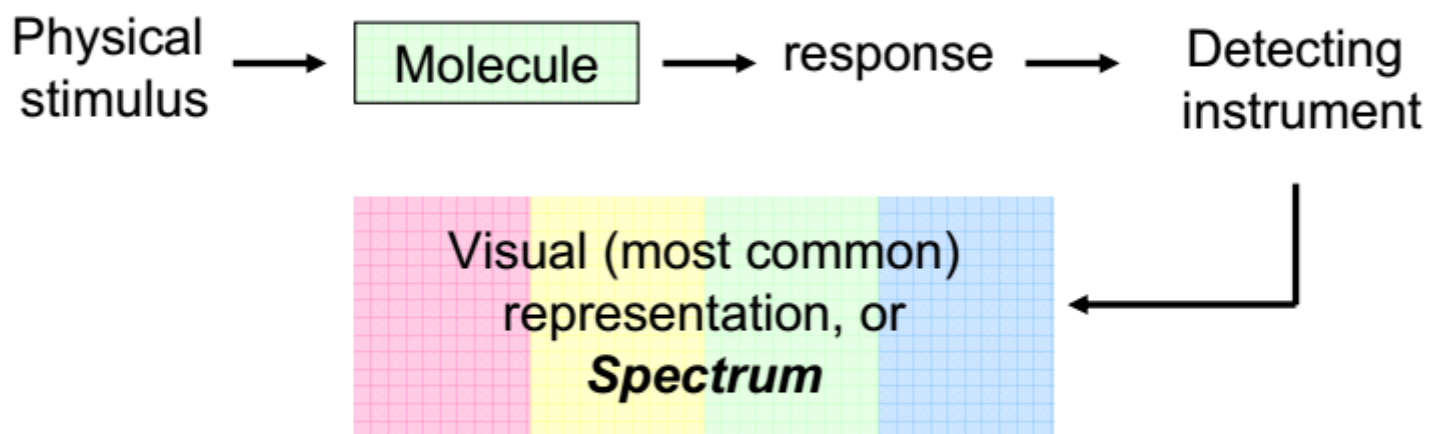 Physical
stimulus
Molecule
response
Detecting
instrument
Visual (most common)
representation, or
Spectrum